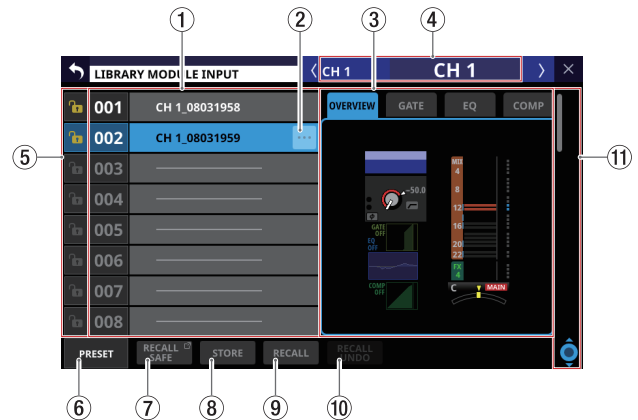 ① ② ③ ④
LIBRARY MODULE INPUT CH 1 CH 1
001 CH 1_08031958
002 CH 1_08031959
003
004
005
006
007
008
OVERVIEW GATE EQ COMP
-50.0
GATE
OFF
EQ
OFF
COMP
OFF
MIX
4
8
12
16
20
22
FX
4
C MAIN
⑤
⑪
PRESET
RECALL
SAFE
STORE
RECALL
RECALL
UNDO
⑥ ⑦ ⑧ ⑨ ⑩